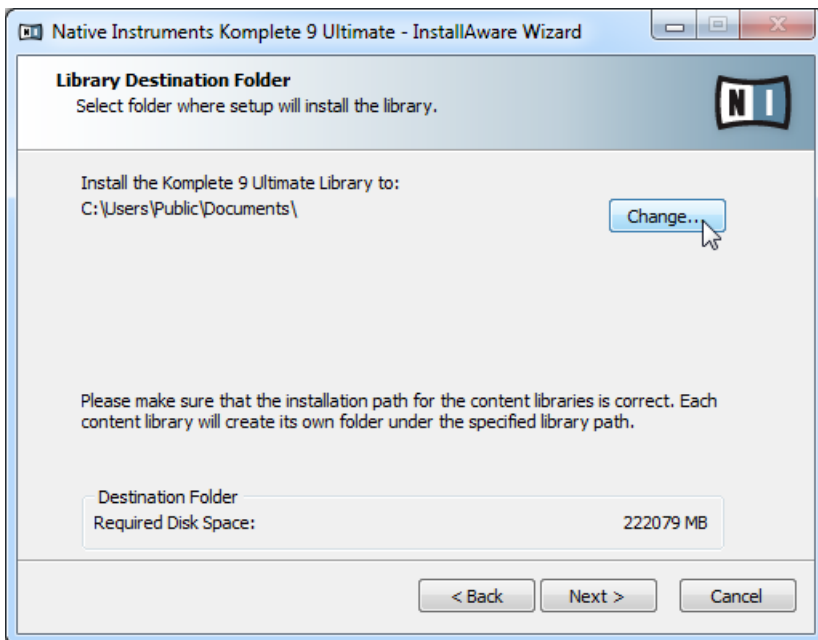 Native Instruments Komplete 9 Ultimate - InstallAware Wizard
Library Destination Folder
Select folder where setup will install the library.
N I
Install the Komplete 9 Ultimate Library to:
C:\Users\Public\Documents\
Change...
Please make sure that the installation path for the content libraries is correct. Each
content library will create its own folder under the specified library path.
Destination Folder
Required Disk Space: 222079 MB
< Back Next > Cancel